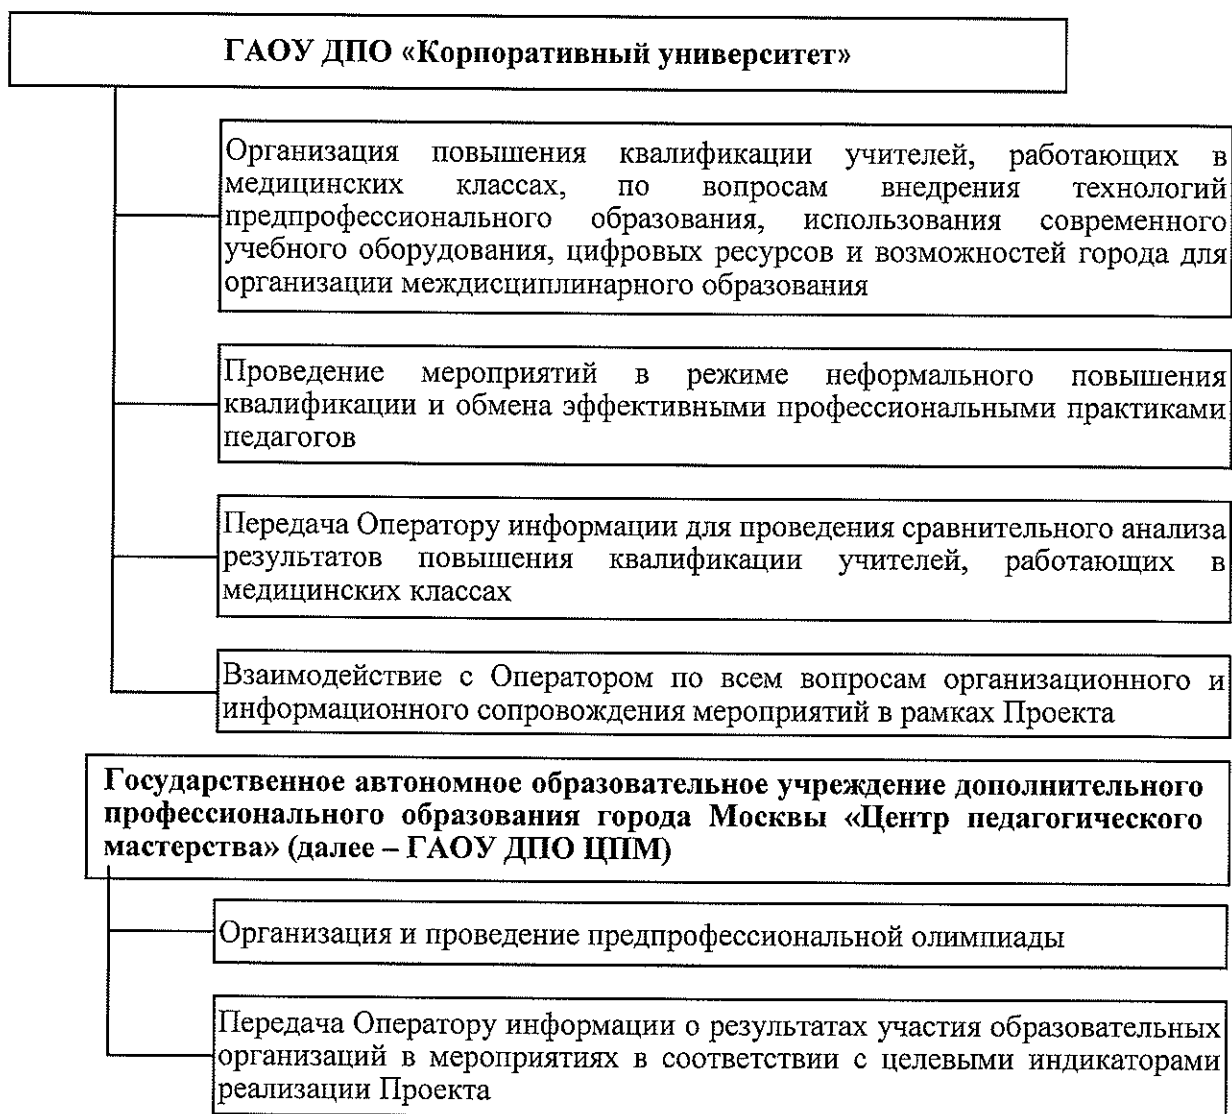 ГАОУ ДПО «Корпоративный университет»
Организация повышения квалификации учителей, работающих в
медицинских классах, по вопросам внедрения технологий
предпрофессионального образования, использования современного
учебного оборудования, цифровых ресурсов и возможностей города для
организации междисциплинарного образования
Проведение мероприятий в режиме неформального повышения
квалификации и обмена эффективными профессиональными практиками
педагогов
Передача Оператору информации для проведения сравнительного анализа
результатов повышения квалификации учителей, работающих в
медицинских классах
Взаимодействие с Оператором по всем вопросам организационного и
информационного сопровождения мероприятий в рамках Проекта
Государственное автономное образовательное учреждение дополнительного
профессионального образования города Москвы «Центр педагогического
мастерства» (далее – ГАОУ ДПО ЦПМ)
Организация и проведение предпрофессиональной олимпиады
Передача Оператору информации о результатах участия образовательных
организаций в мероприятиях в соответствии с целевыми индикаторами
реализации Проекта